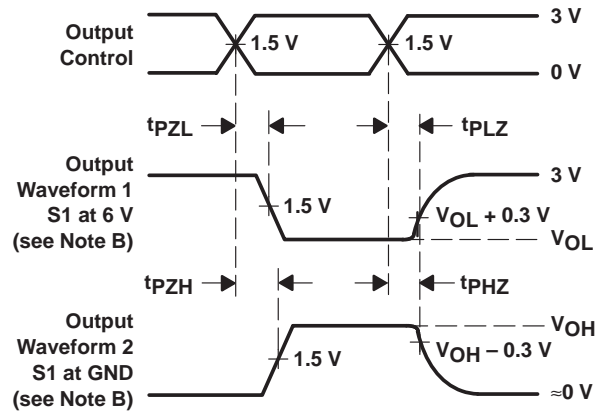 3 V
Output
Control
1.5 V
1.5 V
0 V
tPZL
tPLZ
Output
Waveform 1
S1 at 6 V
(see Note B)
3 V
1.5 V
VOL + 0.3 V
VOL
tPZH
tPHZ
Output
Waveform 2
S1 at GND
(see Note B)
VOH
1.5 V
VOH – 0.3 V
≈0 V